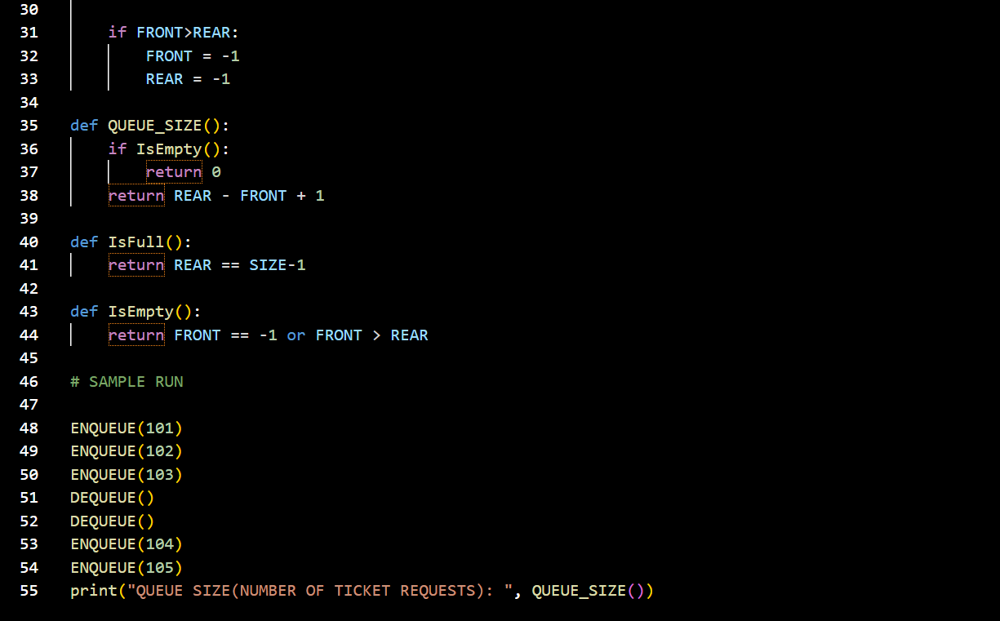 30
31 if FRONT>REAR:
32 FRONT = -1
33 REAR = -1
34
35 def QUEUE_SIZE():
36 if IsEmpty():
37 return 0
38 return REAR - FRONT + 1
39
40 def IsFull():
41 return REAR == SIZE-1
42
43 def IsEmpty():
44 return FRONT == -1 or FRONT > REAR
45
46 # SAMPLE RUN
47
48 ENQUEUE(101)
49 ENQUEUE(102)
50 ENQUEUE(103)
51 DEQUEUE()
52 DEQUEUE()
53 ENQUEUE(104)
54 ENQUEUE(105)
55 print("QUEUE SIZE(NUMBER OF TICKET REQUESTS): ", QUEUE_SIZE())